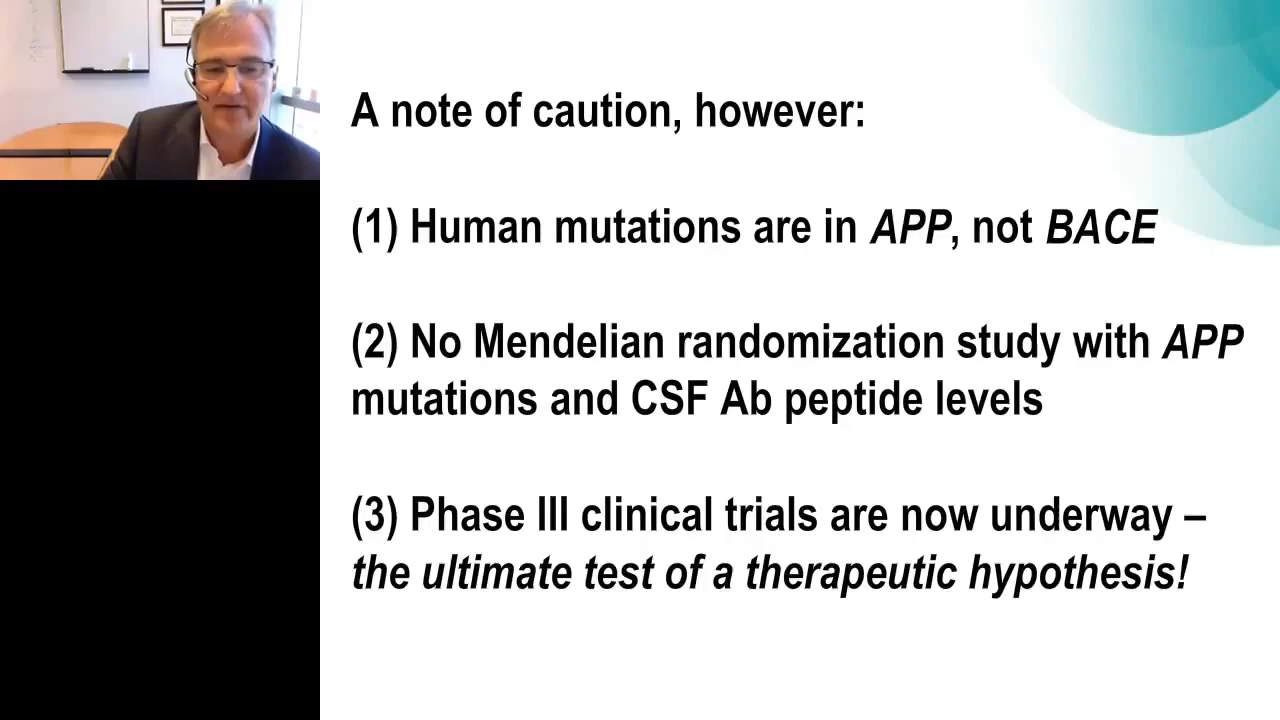 A note of caution, however:
(1) Human mutations are in APP, not BACE
(2) No Mendelian randomization study with APP
mutations and CSF Ab peptide levels
(3) Phase III clinical trials are now underway –
the ultimate test of a therapeutic hypothesis!